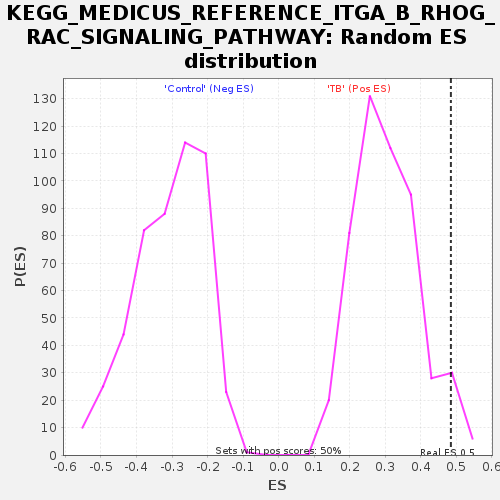 KEGG_MEDICUS_REFERENCE_ITGA_B_RHOG_
RAC_SIGNALING_PATHWAY: Random ES
distribution
'Control' (Neg ES)
'TB' (Pos ES)
130
120
110
100
90
80
70
60
50
40
30
20
10
0
P(ES)
Sets with pos scores: 50%
Real ES 0.5
-0.6 -0.5 -0.4 -0.3 -0.2 -0.1 0.0 0.1 0.2 0.3 0.4 0.5 0.6
ES